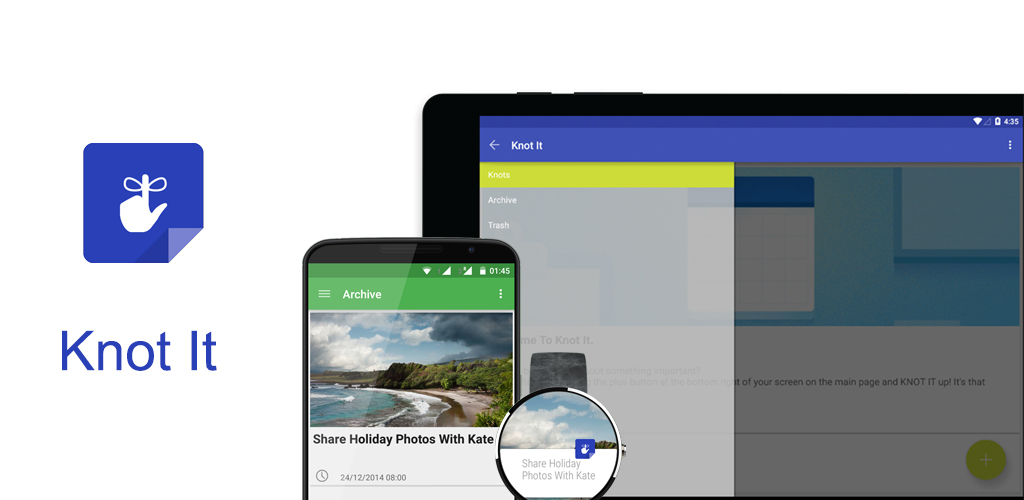 Knot It
4:35
Knot It
Knots
Archive
Trash
me To Knot It.
out something important?
the plus button at the bottom right of your screen on the main page and KNOT IT up! It's that
01:45
Archive
Share Holiday Photos With Kate
24/12/2014 08:00
Share Holiday
Photos With Kate